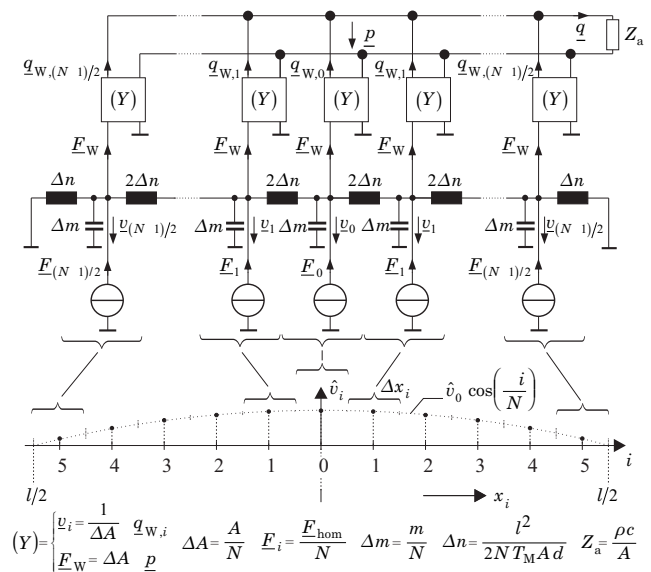 q p Z_a
q_W,(N 1)/2 q_W,1 q_W,0 q_W,1 q_W,(N 1)/2
(Y) (Y) (Y) (Y) (Y)
F_W F_W F_W F_W F_W
Δn 2Δn 2Δn 2Δn 2Δn Δn
Δm v_(N 1)/2 Δm v_1 Δm v_0 Δm v_1 Δm v_(N 1)/2
F_(N 1)/2 F_1 F_0 F_1 F_(N 1)/2
v̂_i Δx_i v̂_0 cos(i/N)
5 4 3 2 1 0 1 2 3 4 5 i
l/2 x_i l/2
(Y)={v_i = 1/ΔA q_W,i F_W = ΔA p ΔA = A/N F_i = F_hom/N Δm = m/N Δn = l²/(2N T_M A d) Z_a = ρc/A